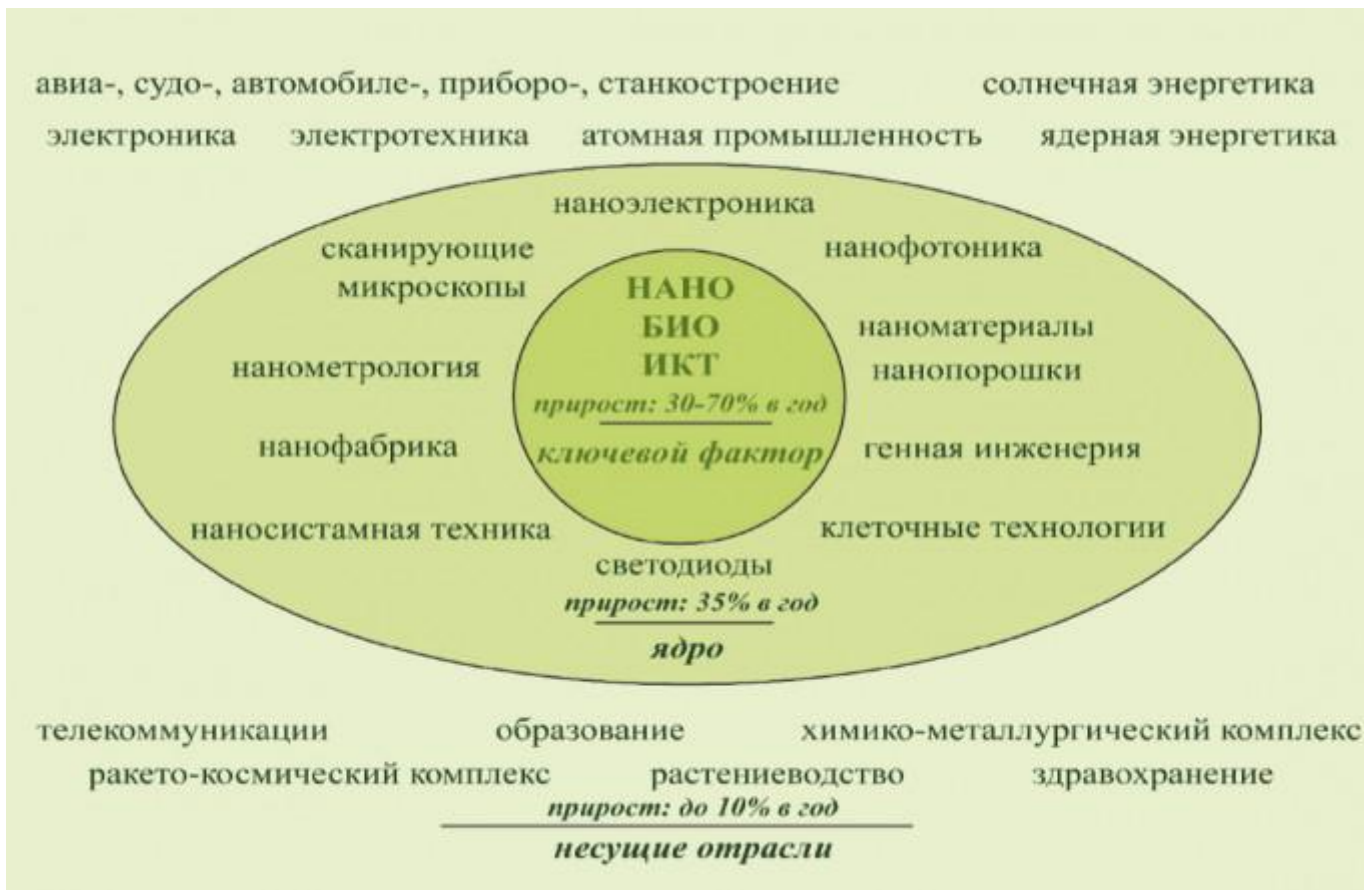 авиа-, судо-, автомобиле-, приборо-, станкостроение солнечная энергетика
электроника электротехника атомная промышленность ядерная энергетика
наноэлектроника
сканирующие нанофотоника
микроскопы НАНО
БИО наноматериалы
нанометрология ИКТ нанопорошки
прирост: 30-70% в год
нанофабрика ключевой фактор генная инженерия
наносистамная техника клеточные технологии
светодиоды
прирост: 35% в год
ядро
телекоммуникации образование химико-металлургический комплекс
ракето-космический комплекс растениеводство здравохранение
прирост: до 10% в год
несущие отрасли